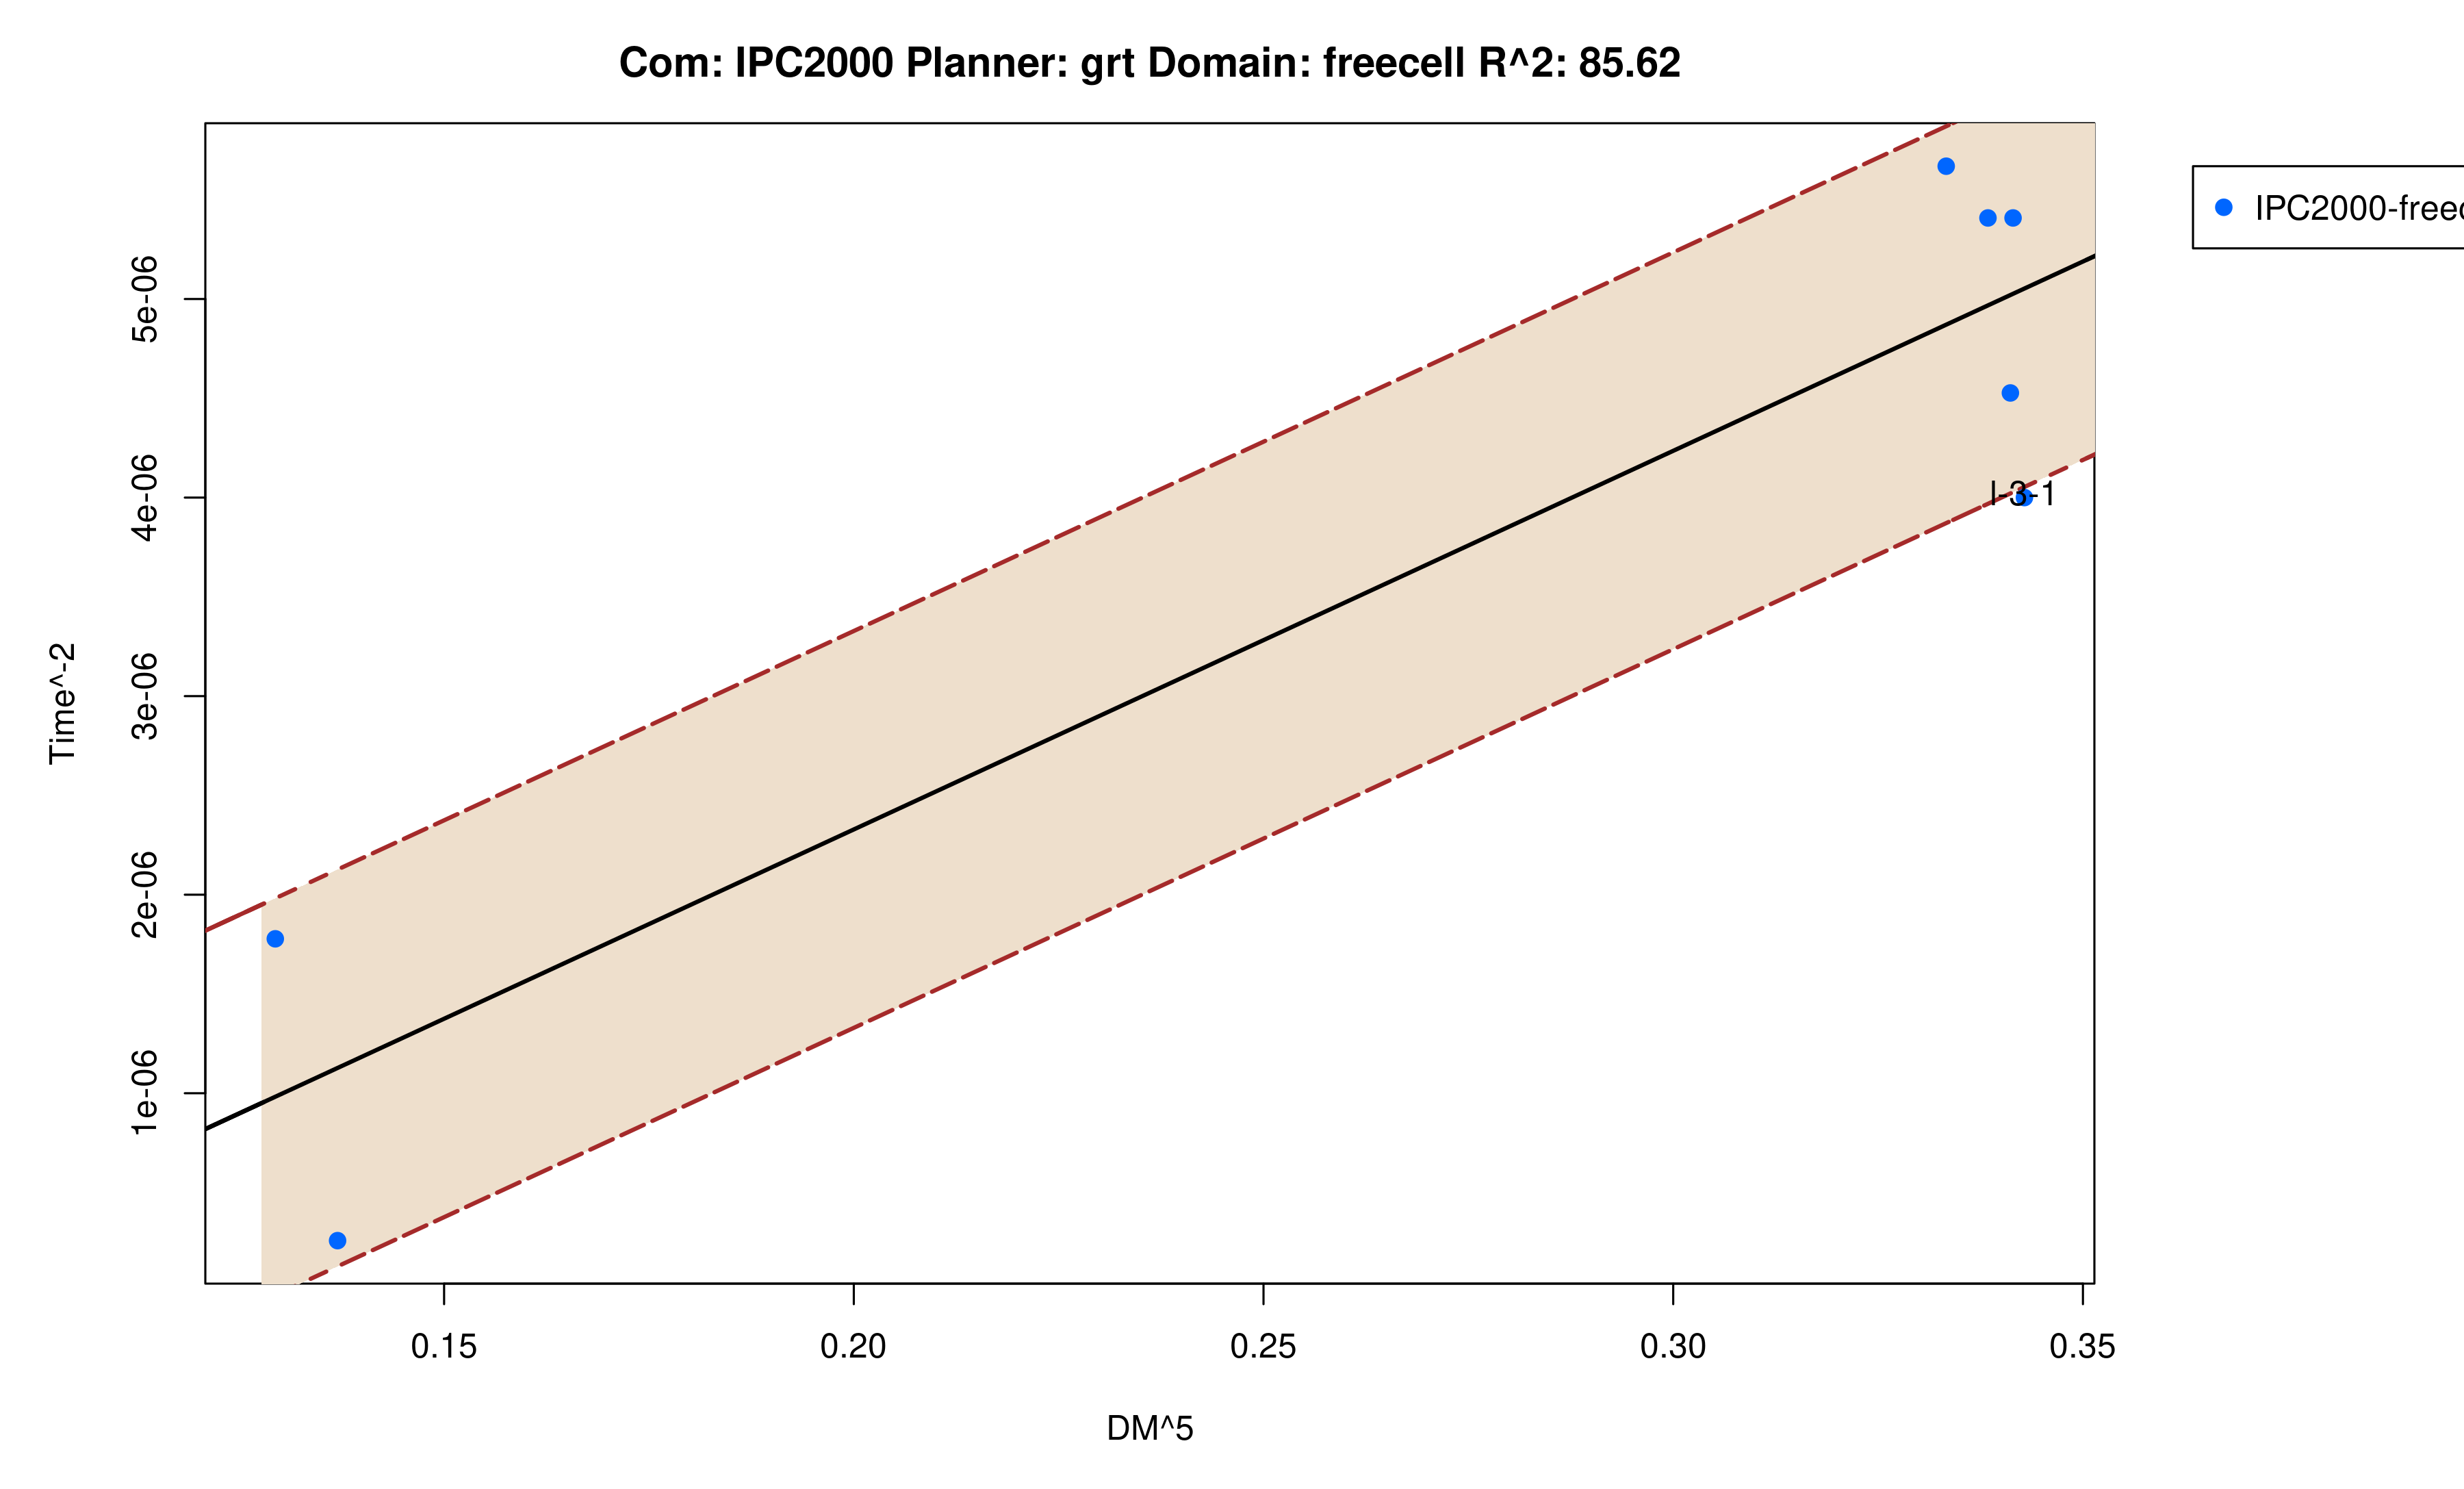 Com: IPC2000 Planner: grt Domain: freecell R^2: 85.62
IPC2000-free
5e-06
4e-06
3e-06
2e-06
1e-06
Time^-2
l-3-1
0.15
0.20
0.25
0.30
0.35
DM^5